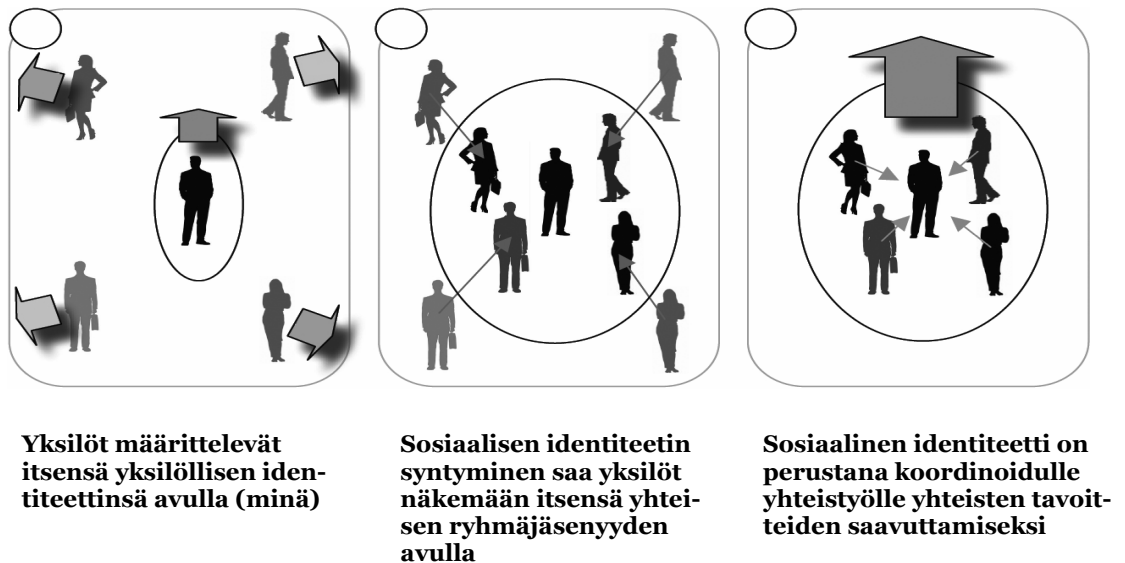 Yksilöt määrittelevät
itsensä yksilöllisen iden-
titeettinsä avulla (minä)
Sosiaalisen identiteetin
syntyminen saa yksilöt
näkemään itsensä yhtei-
sen ryhmäjäsenyyden
avulla
Sosiaalinen identiteetti on
perustana koordinoidulle
yhteistyölle yhteisten tavoit-
teiden saavuttamiseksi